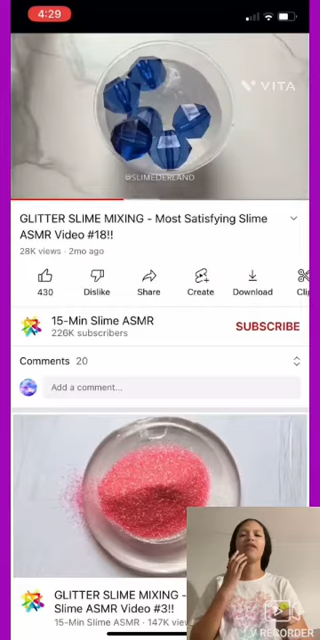 4:29
VITA
@SLIMEDERLAND
GLITTER SLIME MIXING - Most Satisfying Slime
ASMR Video #18!!
28K views · 2mo ago
430
Dislike
Share
Create
Download
Clip
15-Min Slime ASMR
226K subscribers
SUBSCRIBE
Comments 20
Add a comment...
GLITTER SLIME MIXING -
Slime ASMR Video #3!!
15-Min Slime ASMR · 147K
V RECORDER